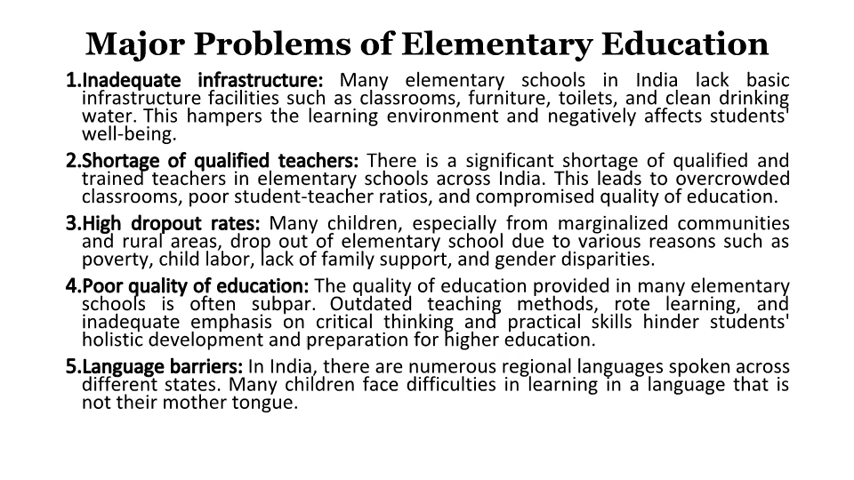 Major Problems of Elementary Education
1.Inadequate infrastructure: Many elementary schools in India lack basic
infrastructure facilities such as classrooms, furniture, toilets, and clean drinking
water. This hampers the learning environment and negatively affects students'
well-being.
2.Shortage of qualified teachers: There is a significant shortage of qualified and
trained teachers in elementary schools across India. This leads to overcrowded
classrooms, poor student-teacher ratios, and compromised quality of education.
3.High dropout rates: Many children, especially from marginalized communities
and rural areas, drop out of elementary school due to various reasons such as
poverty, child labor, lack of family support, and gender disparities.
4.Poor quality of education: The quality of education provided in many elementary
schools is often subpar. Outdated teaching methods, rote learning, and
inadequate emphasis on critical thinking and practical skills hinder students'
holistic development and preparation for higher education.
5.Language barriers: In India, there are numerous regional languages spoken across
different states. Many children face difficulties in learning in a language that is
not their mother tongue.